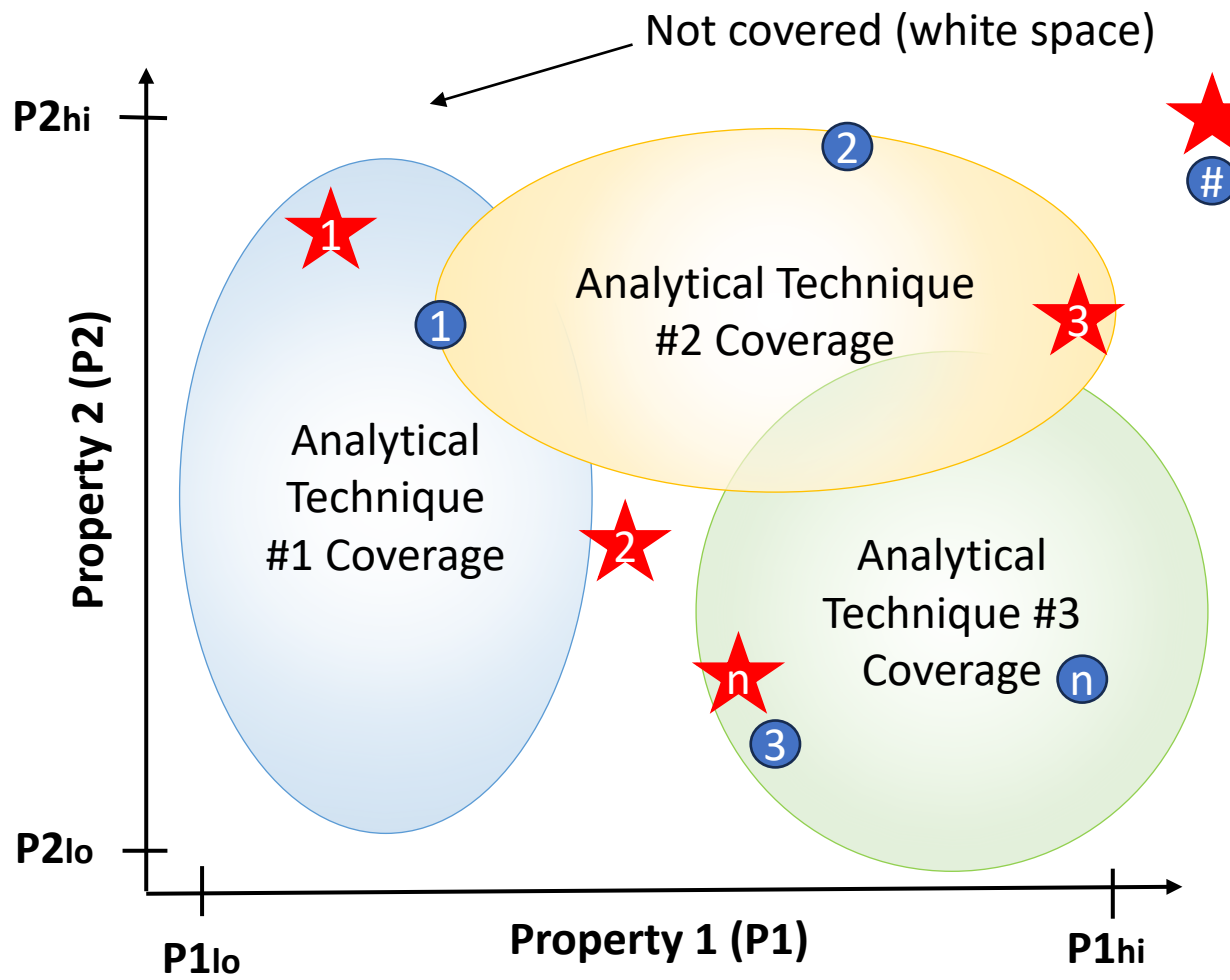 Not covered (white space)
P2hi
2
#
1
Analytical Technique
#2 Coverage
3
1
Property 2 (P2)
Analytical
Technique
#1 Coverage
2
Analytical
Technique #3
Coverage
n
n
3
P2lo
P1lo
Property 1 (P1)
P1hi